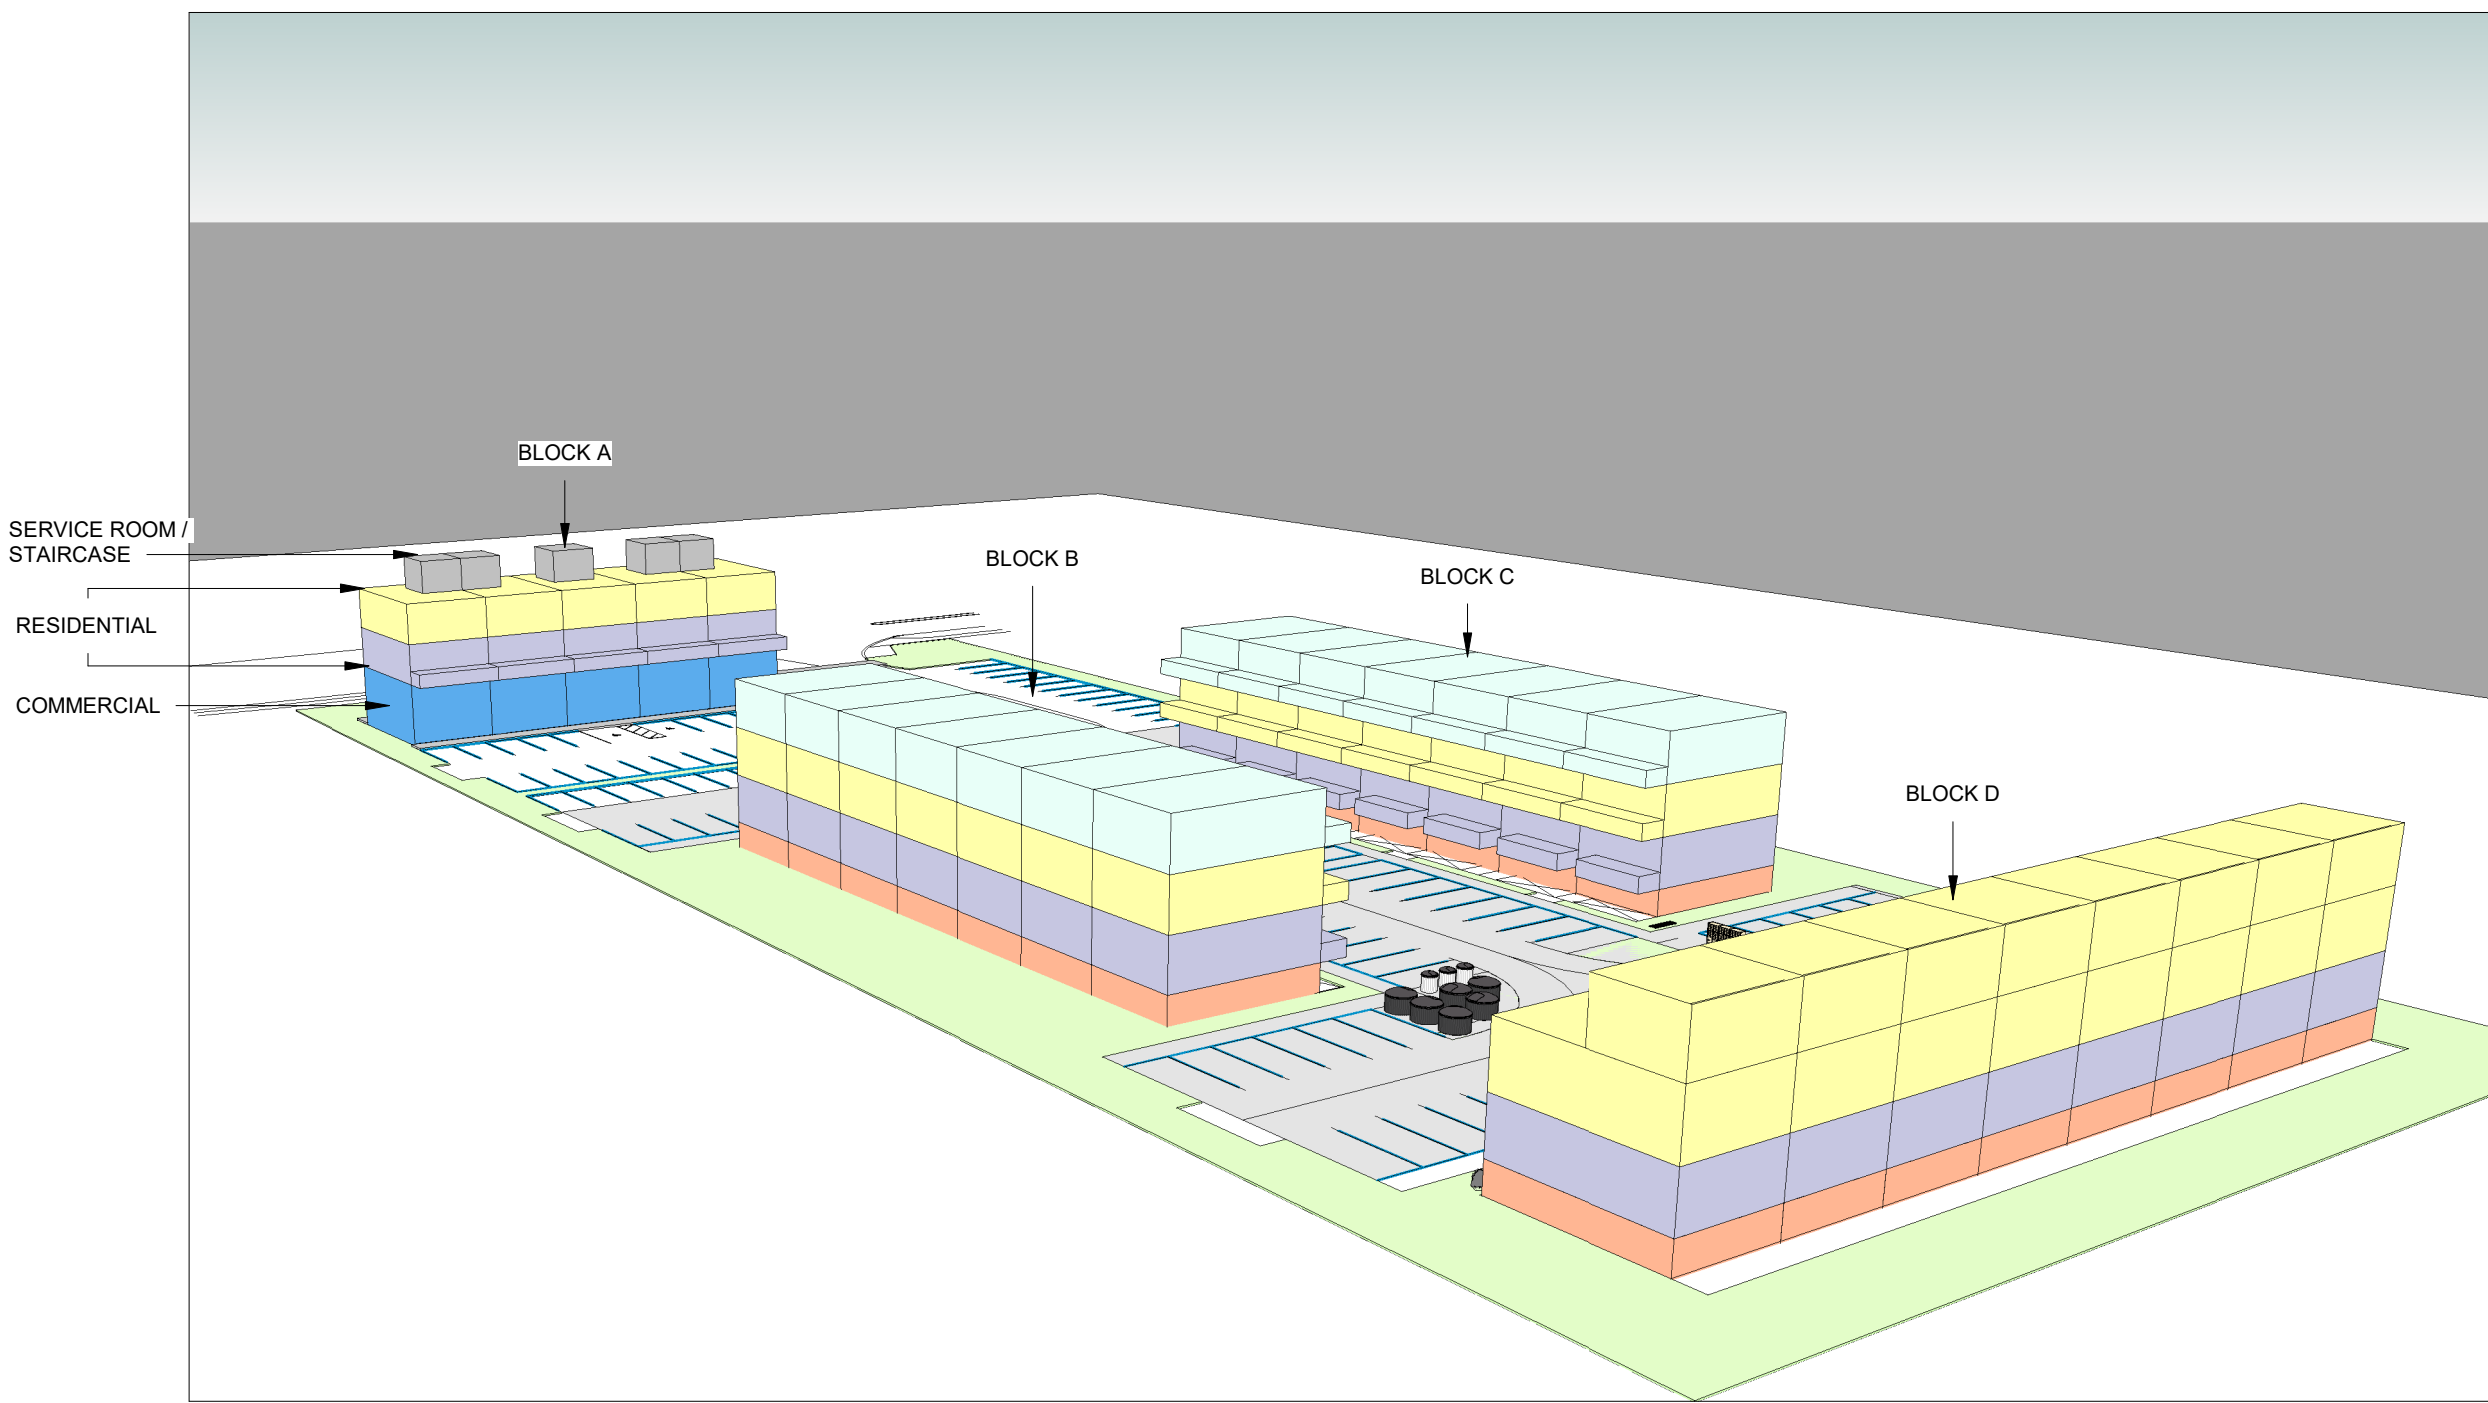 BLOCK A
SERVICE ROOM /
STAIRCASE
BLOCK B
BLOCK C
RESIDENTIAL
COMMERCIAL
BLOCK D